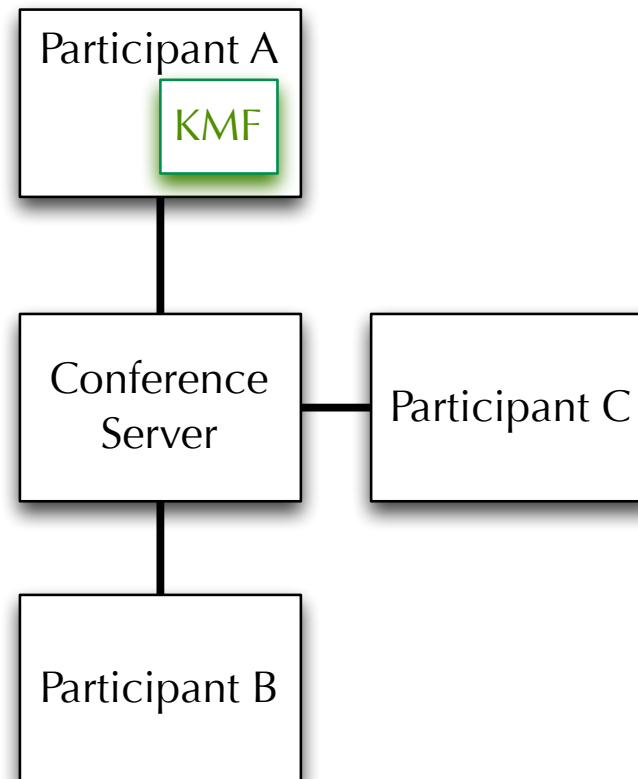 Participant A
KMF
Conference
Server
Participant C
Participant B